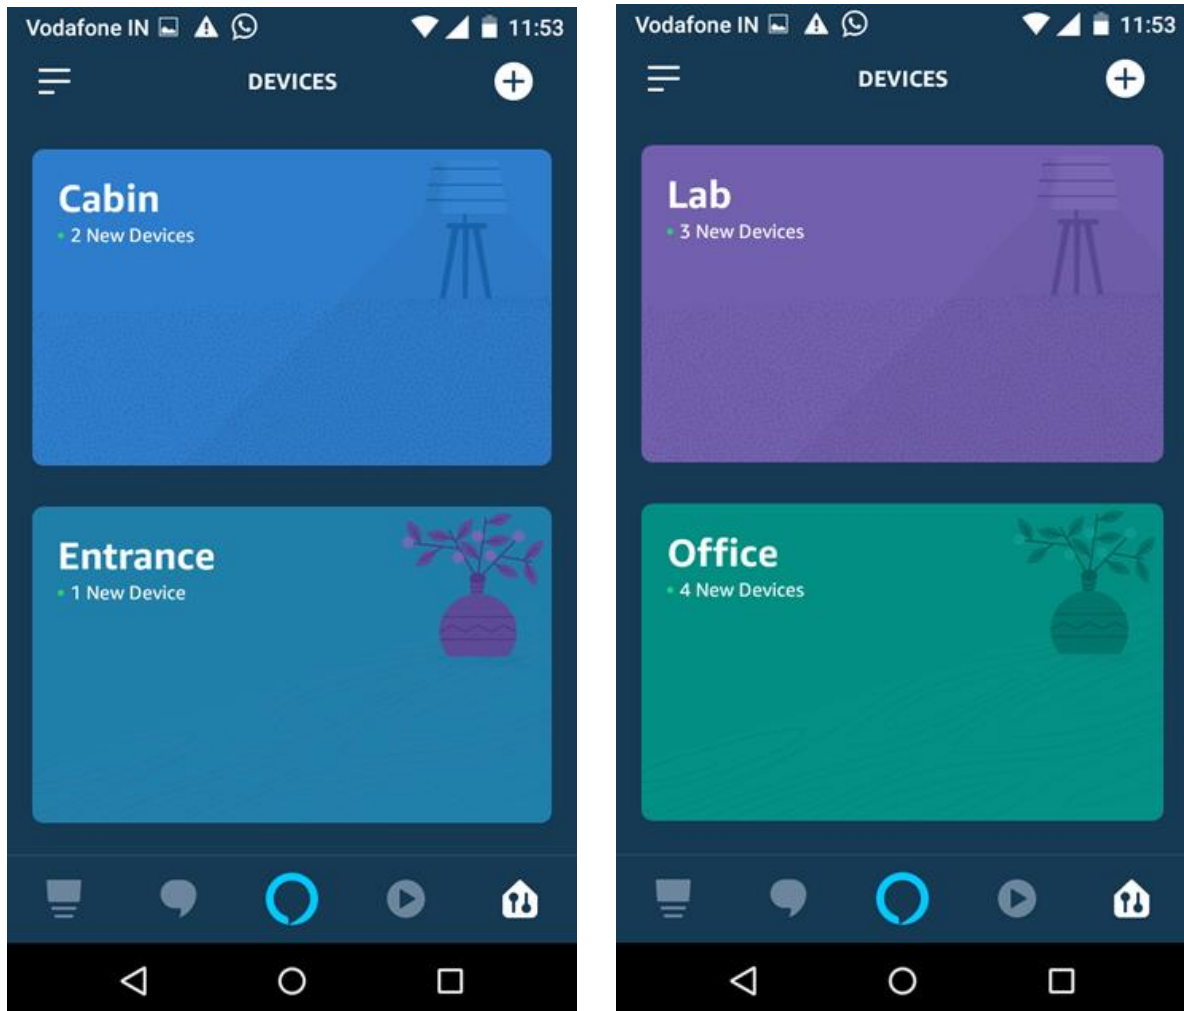 Vodafone IN 11:53
DEVICES
Cabin
2 New Devices
Entrance
1 New Device
Vodafone IN 11:53
DEVICES
Lab
3 New Devices
Office
4 New Devices